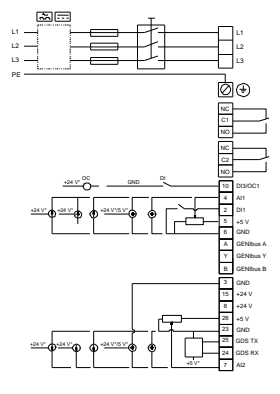 L1
L1
L2
L2
L3
L3
PE
NC
C1
NO
NC
C2
NO
+24 V*
OC
GND
DI
10 DI3/OC1
4 AI1
2 DI1
+24 V*
+24 V*
+24 V*/5 V*
5 +5 V
6 GND
A GENIbus A
Y GENIbus Y
B GENIbus B
3 GND
15 +24 V
8 +24 V
26 +5 V
23 GND
25 GDS TX
+24 V*
+24 V*
+24 V*/5 V*
24 GDS RX
+5 V*
7 AI2